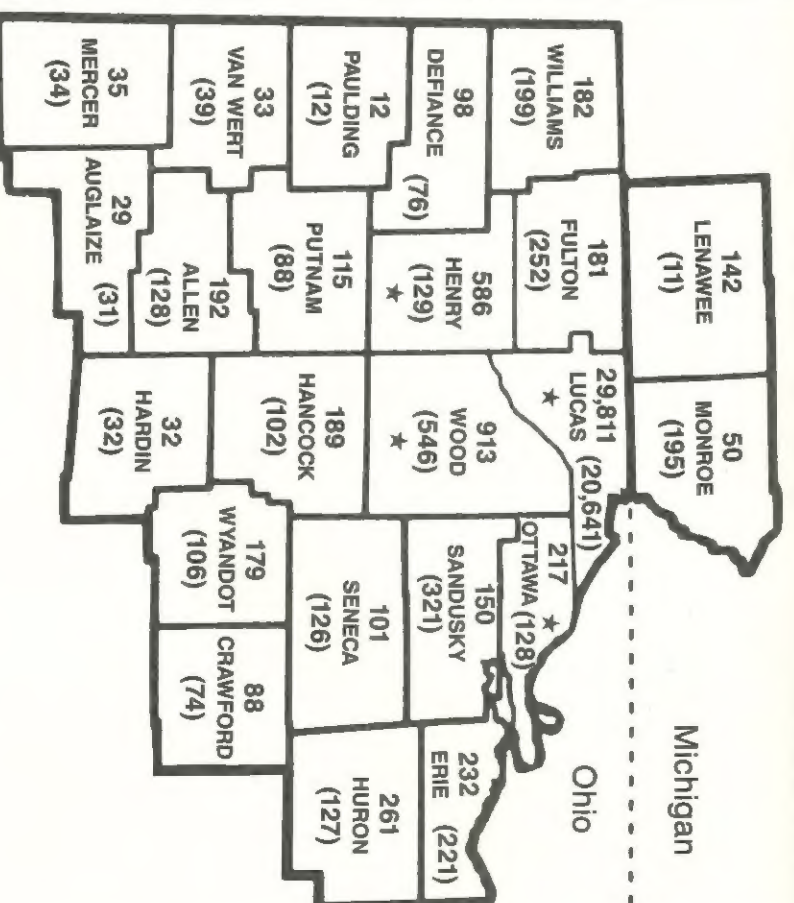 Michigan
Ohio
142
LENAWEE
(11)
50
MONROE
(195)
182
WILLIAMS
(199)
181
FULTON
(252)
29,811
LUCAS (20,641)
★
98
DEFIANCE
(76)
586
HENRY
(129)
★
913
WOOD
(546)
★
217
OTTAWA
★
(128)
150
SANDUSKY
(321)
232
ERIE
(221)
12
PAULDING
(12)
115
PUTNAM
(88)
189
HANCOCK
(102)
101
SENECA
(126)
261
HURON
(127)
33
VAN WERT
(39)
192
ALLEN
(128)
179
WYANDOT
(106)
88
CRAWFORD
(74)
35
MERCER
(34)
29
AUGLAIZE
(31)
32
HARDIN
(32)